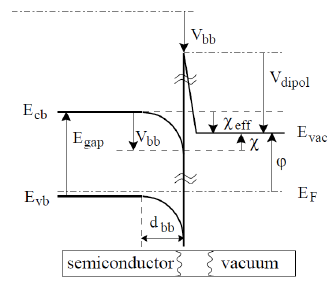 V_bb
V_dipol
E_cb
χ_eff
E_vac
E_gap
V_bb
χ
φ
E_vb
E_F
d_bb
semiconductor
vacuum